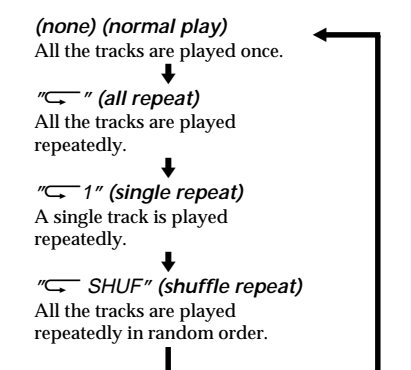 (none) (normal play)
All the tracks are played once.
"⊂→" (all repeat)
All the tracks are played
repeatedly.
"⊂→ 1" (single repeat)
A single track is played
repeatedly.
"⊂→ SHUF" (shuffle repeat)
All the tracks are played
repeatedly in random order.